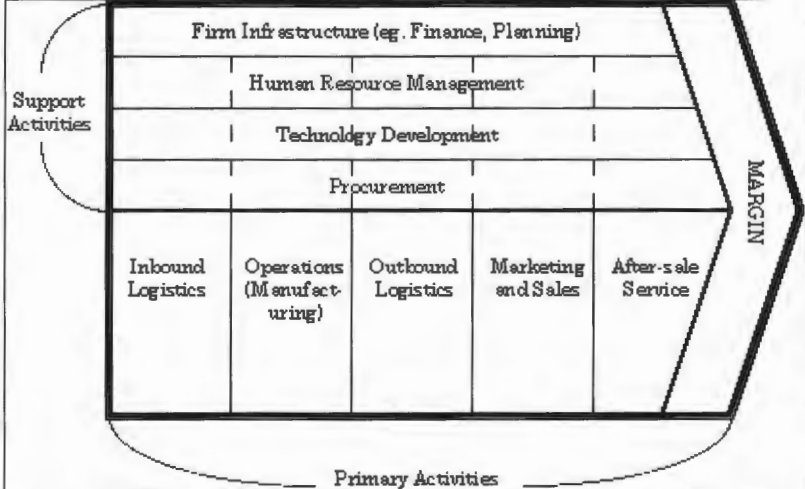 Firm Infrastructure (eg. Finance, Planning)
Human Resource Management
Support
Activities
Technology Development
Procurement
MARGIN
Inbound
Logistics
Operations
(Manufact-
uring)
Outbound
Logistics
Marketing
and Sales
After-sale
Service
Primary Activities